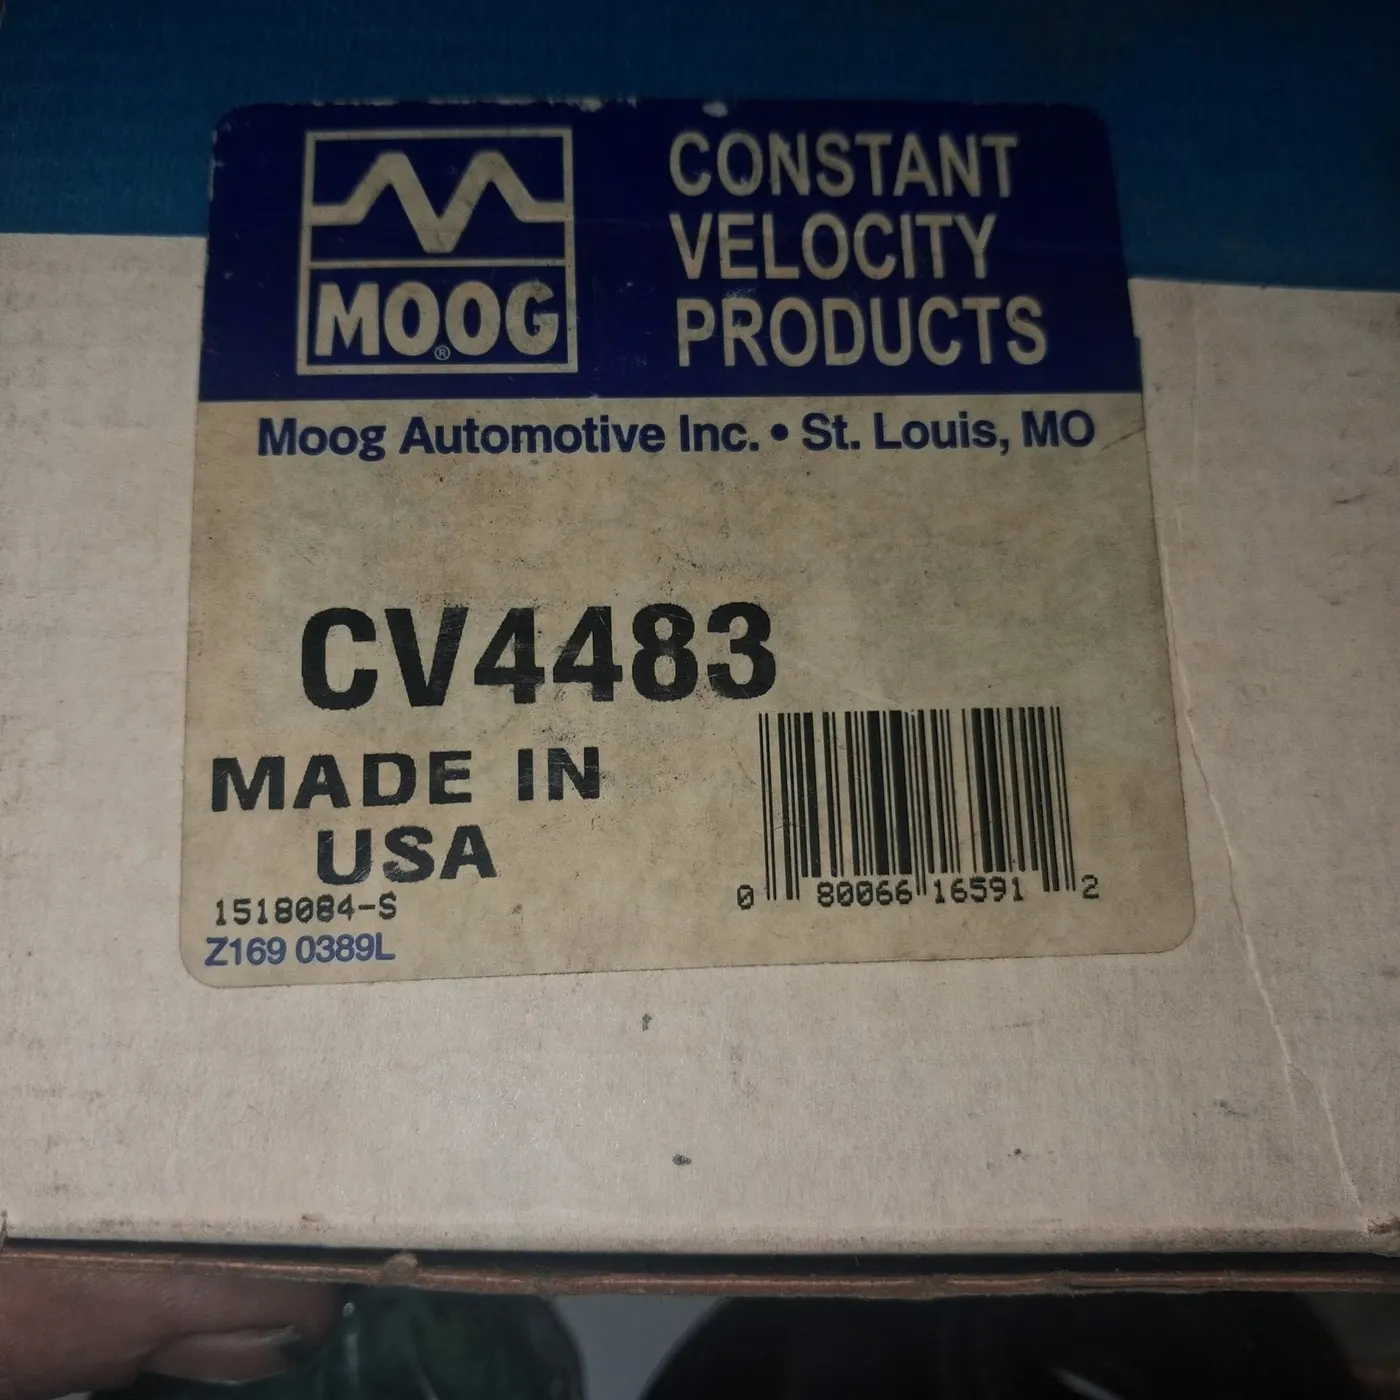 MOOG®
CONSTANT
VELOCITY
PRODUCTS
Moog Automotive Inc. • St. Louis, MO
CV4483
MADE IN
USA
1518084-S
Z169 0389L
0 80066 16591 2